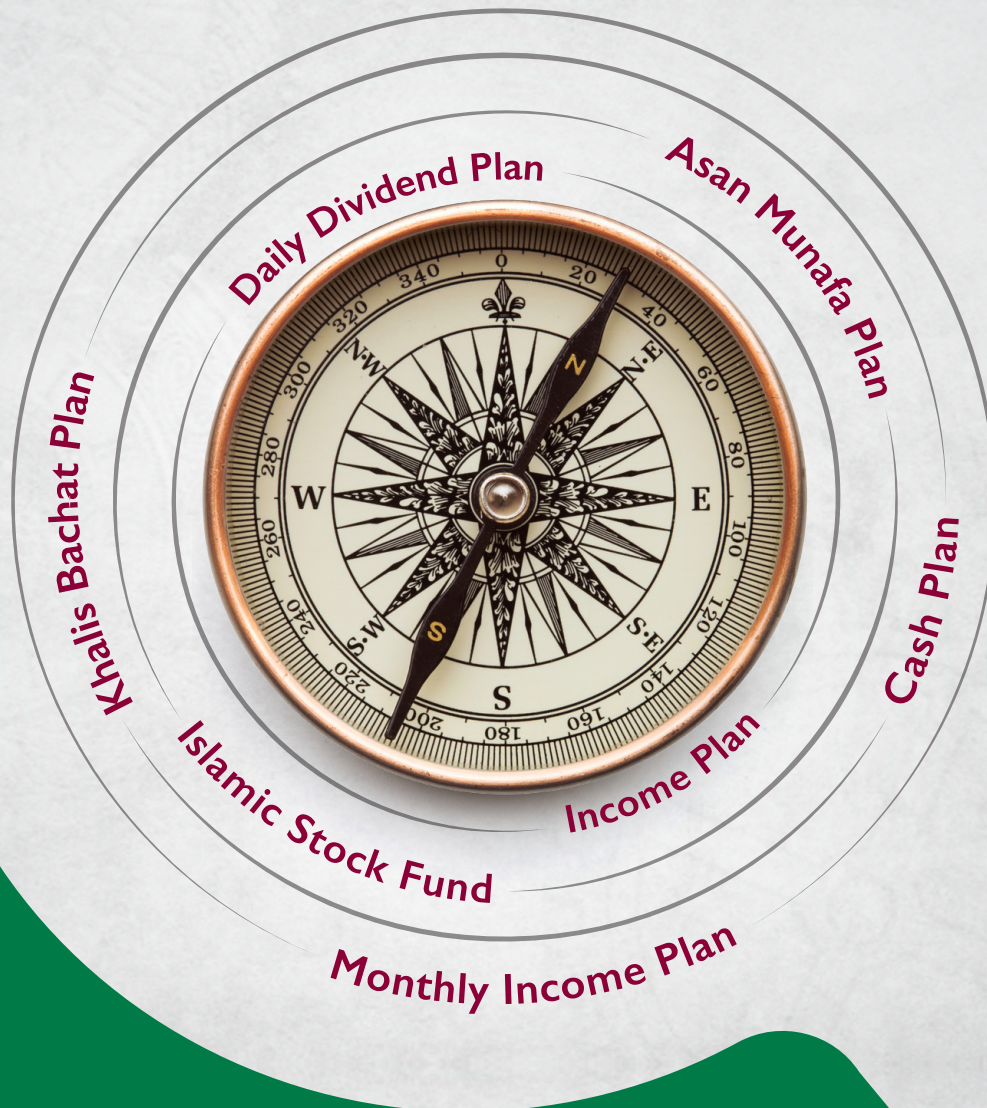 Daily Dividend Plan
Asan Munafa Plan
Khalis Bachat Plan
Cash Plan
Income Plan
Islamic Stock Fund
Monthly Income Plan
0
20
40
60
80
100
120
140
160
180
200
220
240
260
280
300
320
340
N·W
N·E
W
E
S·W
S·E
S
N
S